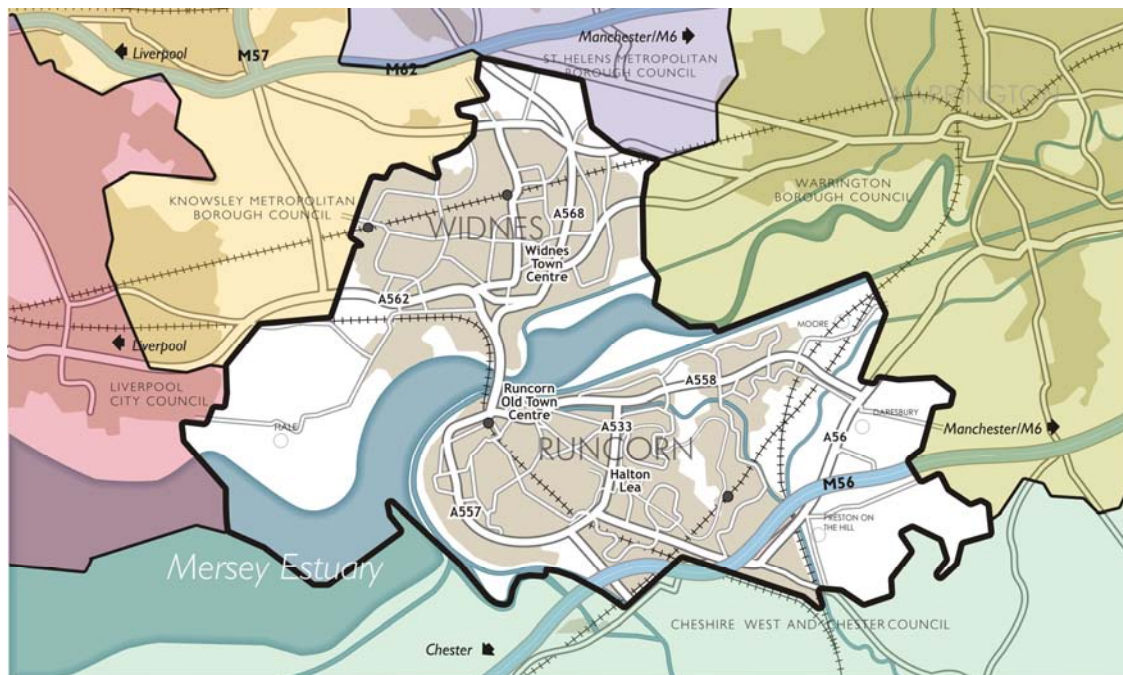 Liverpool
M57
M62
Manchester/M6
ST HELENS METROPOLITAN
BOROUGH COUNCIL
WARRINGTON
KNOWSLEY METROPOLITAN
BOROUGH COUNCIL
WARRINGTON
BOROUGH COUNCIL
WIDNES
A568
Widnes
Town
Centre
A562
MOORE
Liverpool
LIVERPOOL
CITY COUNCIL
HALE
Runcorn
Old Town
Centre
A558
A533
DARESBURY
A56
Manchester/M6
RUNCORN
Halton
Lea
M56
A557
PRESTON ON
THE HILL
Mersey Estuary
CHESHIRE WEST AND CHESTER COUNCIL
Chester